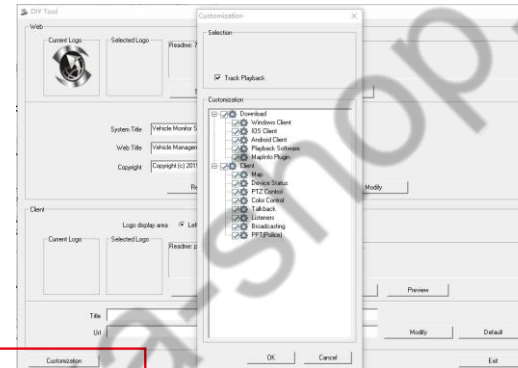 DIY Tool
Web
Current Logo
Selected Logo
Readme:
System Title
Vehicle Monitor S
Web Title
Vehicle Manage
Copyright
Copyright (c) 201
Re
Modify
Client
Logo display area
Left
Current Logo
Selected Logo
Readme: p
Preview
Title
Url
Modify
Default
Customization
Exit
Customization
Selection
Track Playback
Customization
Download
Windows Client
IOS Client
Android Client
Playback Software
MapInfo Plugin
Client
Map
Device Status
PTZ Control
Color Control
Talkback
Listeners
Broadcasting
PPT(Police)
OK
Cancel